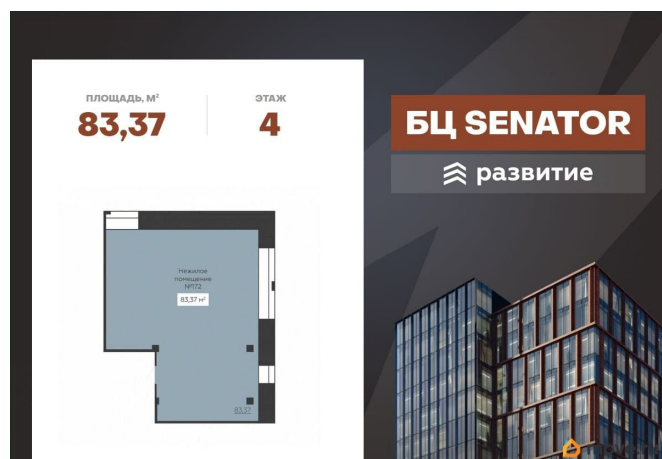 ПЛОЩАДЬ, М²
83,37
ЭТАЖ
4
Нежилое
помещение
№172
83,37 м²
83,37
БЦ SENATOR
развитие